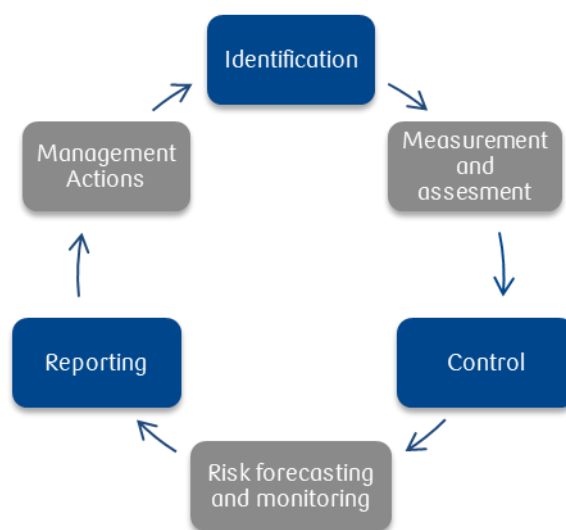 Identification
Measurement
and
assesment
Control
Risk forecasting
and monitoring
Reporting
Management
Actions